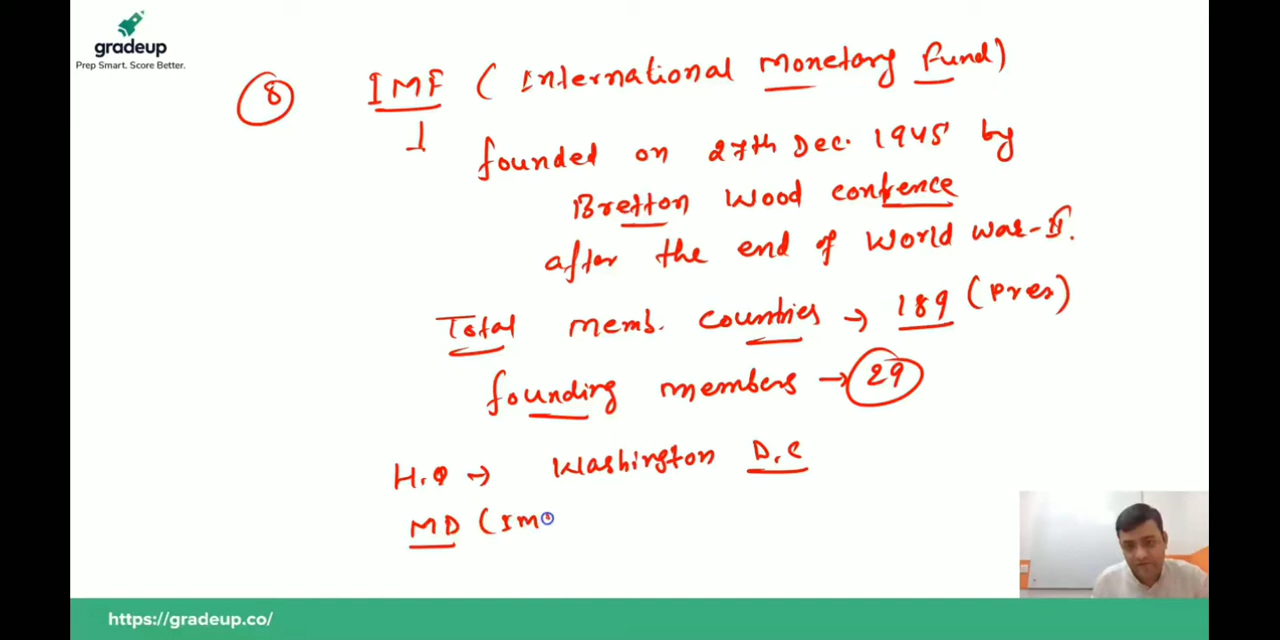 gradeup
Prep Smart. Score Better.
8 IMF (International Monetary Fund)
founded on 27th Dec. 1945 by
Bretton Wood confrence
after the end of World War-II.
Total memb. countries → 189 (Pres)
founding members → 29
H.Q → Washington D.C
MD (IM
https://gradeup.co/